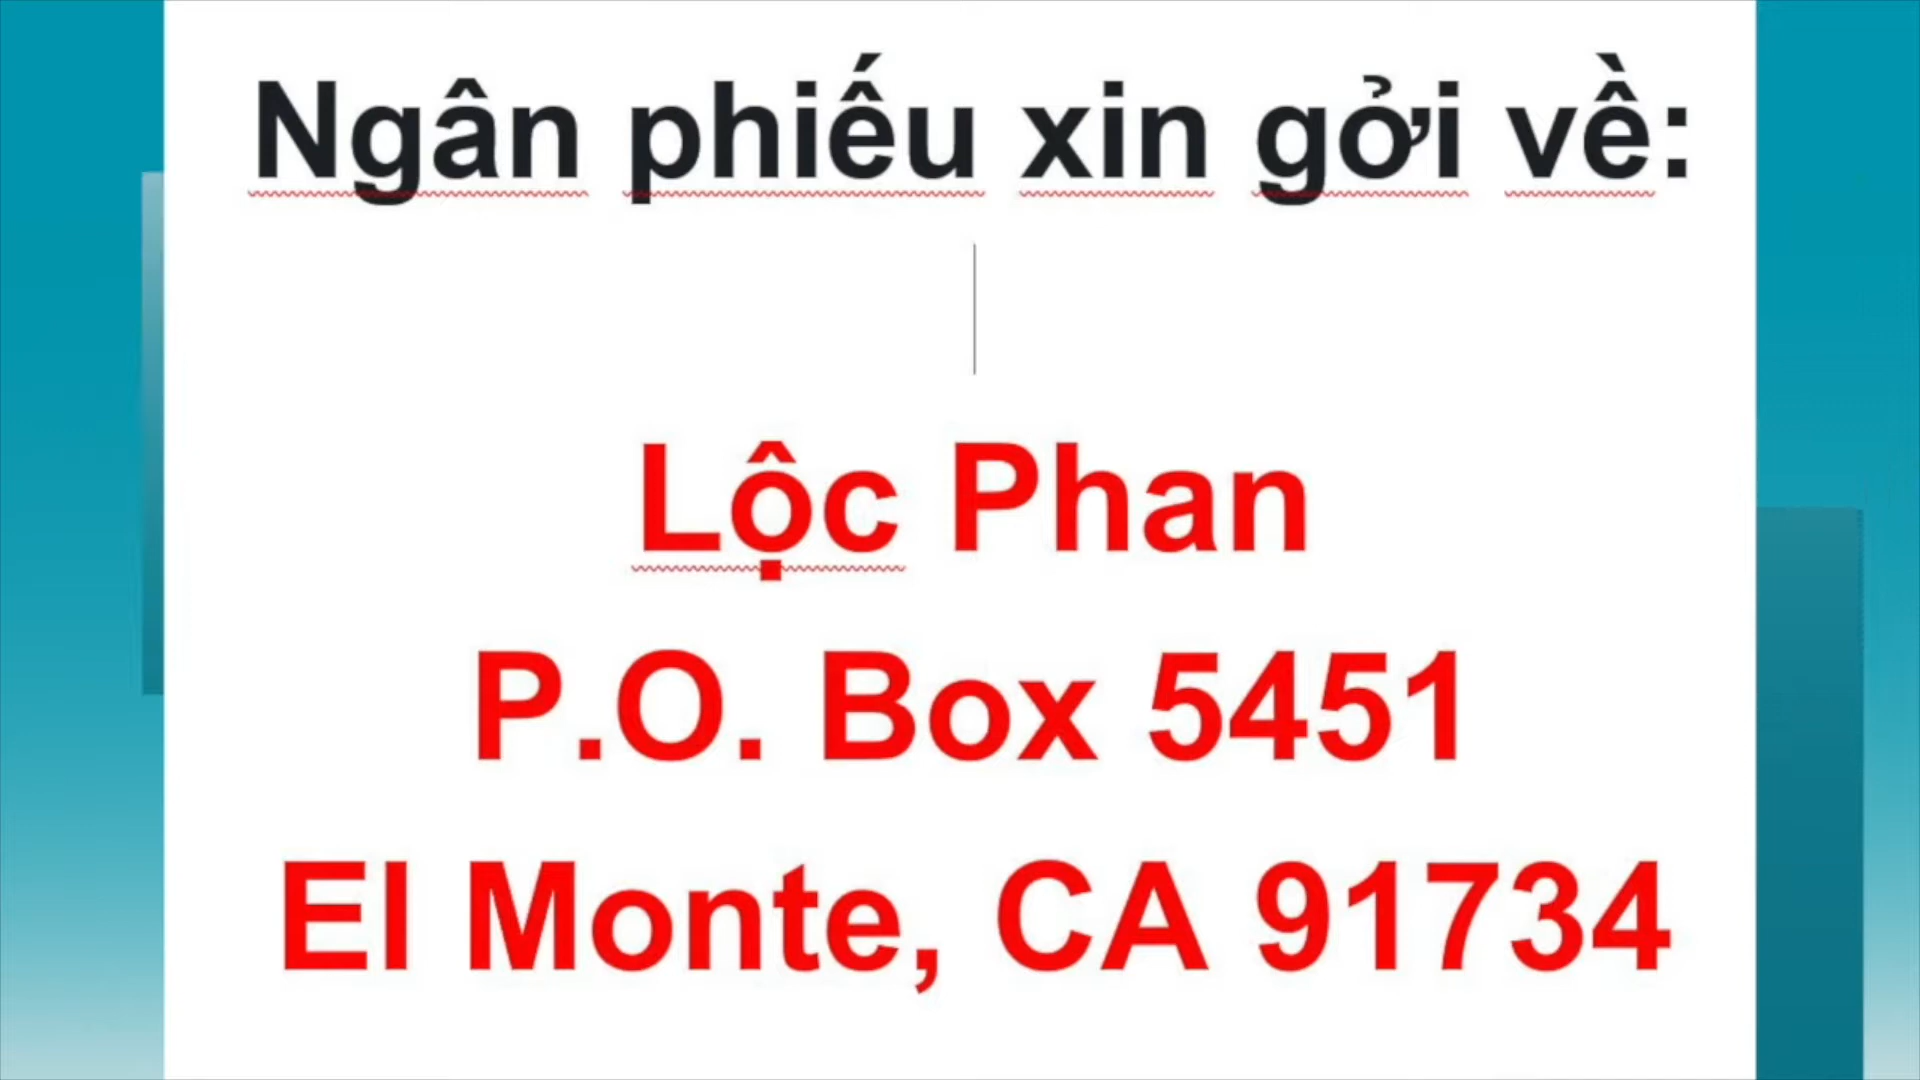 Ngân phiếu xin gởi về:
Lộc Phan
P.O. Box 5451
El Monte, CA 91734